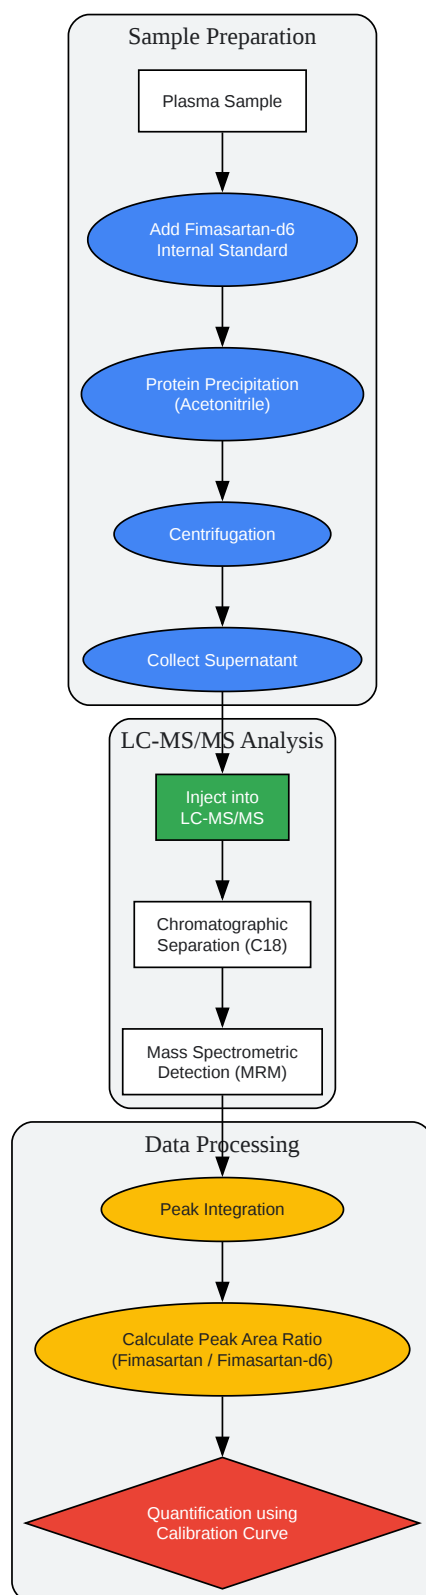 Sample Preparation
Plasma Sample
Add Fimasartan-d6
Internal Standard
Protein Precipitation
(Acetonitrile)
Centrifugation
Collect Supernatant
LC-MS/MS Analysis
Inject into
LC-MS/MS
Chromatographic
Separation (C18)
Mass Spectrometric
Detection (MRM)
Data Processing
Peak Integration
Calculate Peak Area Ratio
(Fimasartan / Fimasartan-d6)
Quantification using
Calibration Curve